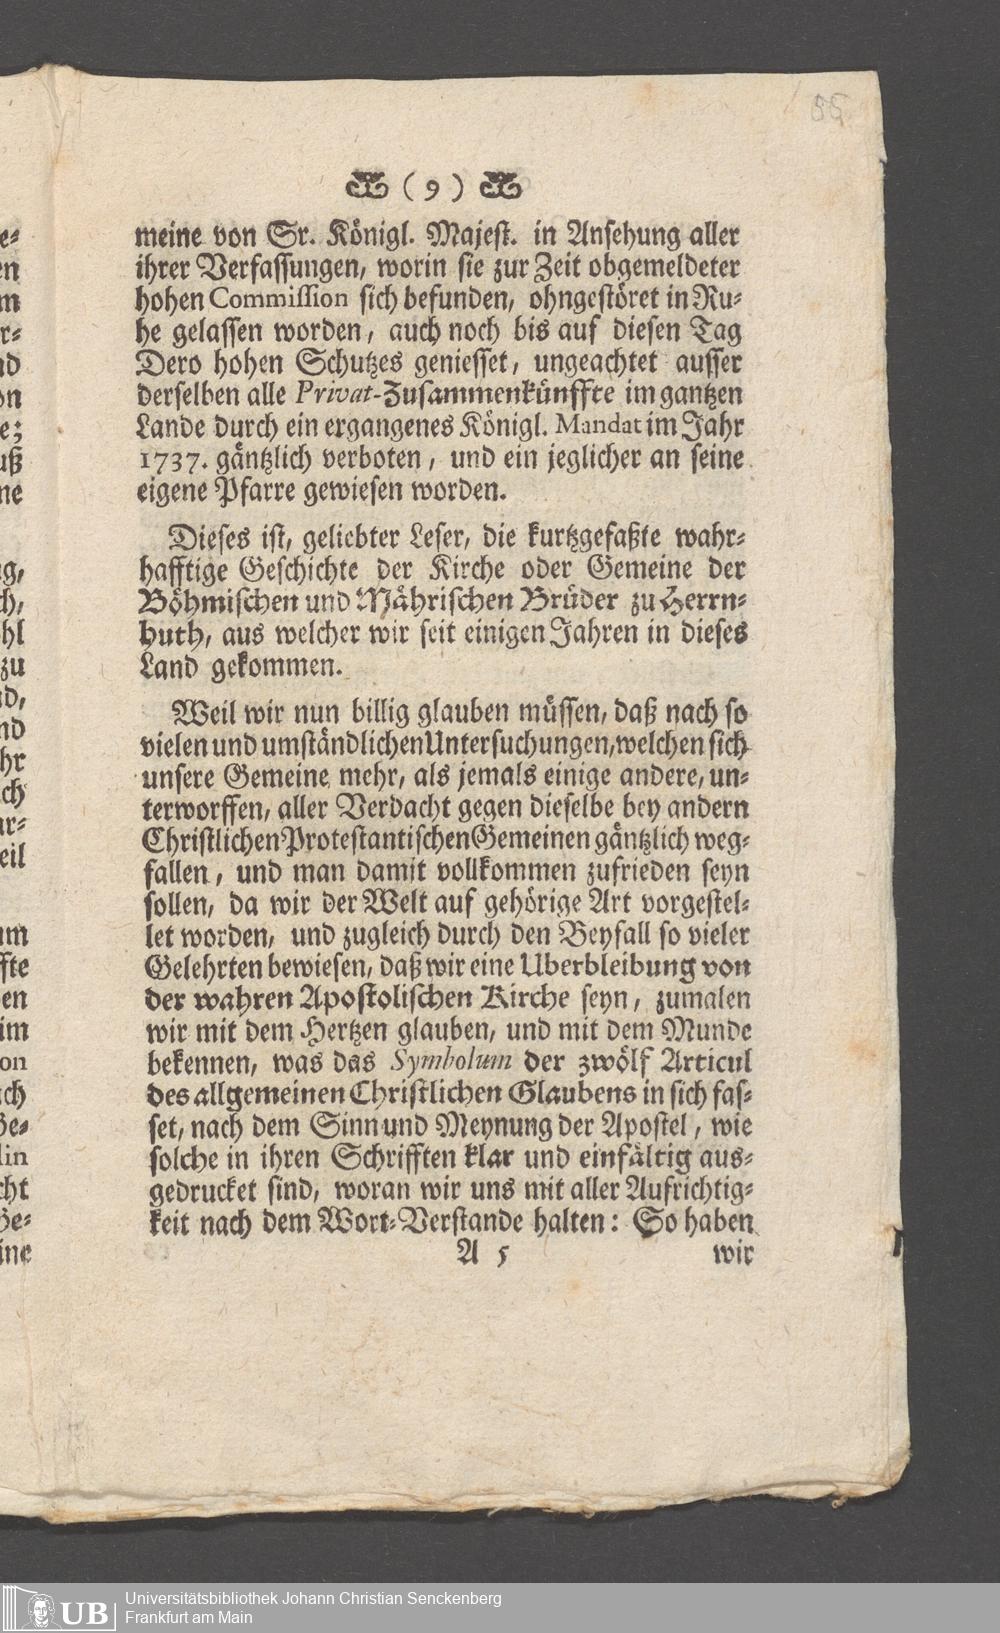 55
( 9 )
meine von Sr. Königl. Majest. in Ansehung aller
ihrer Verfassungen, worin sie zur Zeit obgemeldeter
hohen Commission sich befunden, ohngestöret in Ru-
he gelassen worden, auch noch bis auf diesen Tag
Dero hohen Schutzes geniesset, ungeachtet ausser
derselben alle Privat-Zusammenkünffte im gantzen
Lande durch ein ergangenes Königl. Mandat im Jahr
1737. gäntzlich verboten, und ein jeglicher an seine
eigene Pfarre gewiesen worden.
Dieses ist, geliebter Leser, die kurtzgefaßte wahr-
hafftige Geschichte der Kirche oder Gemeine der
Böhmischen und Mährischen Brüder zu Herrn-
huth, aus welcher wir seit einigen Jahren in dieses
Land gekommen.
Weil wir nun billig glauben müssen, daß nach so
vielen und umständlichen Untersuchungen, welchen sich
unsere Gemeine mehr, als jemals einige andere, un-
terworffen, aller Verdacht gegen dieselbe bey andern
Christlichen Protestantischen Gemeinen gäntzlich weg-
fallen, und man damit vollkommen zufrieden seyn
sollen, da wir der Welt auf gehörige Art vorgestel-
let worden, und zugleich durch den Beyfall so vieler
Gelehrten bewiesen, daß wir eine Uberbleibung von
der wahren Apostolischen Kirche seyn, zumalen
wir mit dem Hertzen glauben, und mit dem Munde
bekennen, was das Symbolum der zwölf Articul
des allgemeinen Christlichen Glaubens in sich fas-
set, nach dem Sinn und Meynung der Apostel, wie
solche in ihren Schrifften klar und einfältig aus-
gedrucket sind, woran wir uns mit aller Aufrichtig-
keit nach dem Wort-Verstande halten: So haben
A 5 wir
UB Universitätsbibliothek Johann Christian Senckenberg
Frankfurt am Main